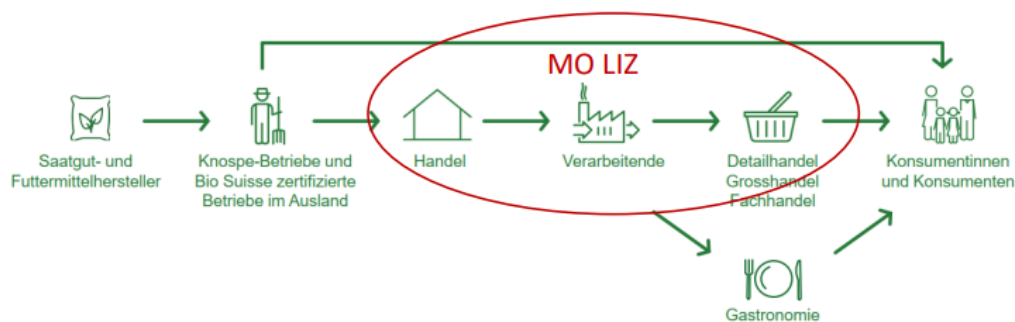 MO LIZ
Saatgut- und
Futtermittelhersteller
Knospe-Betriebe und
Bio Suisse zertifizierte
Betriebe im Ausland
Handel
Verarbeitende
Detailhandel
Grosshandel
Fachhandel
Konsumentinnen
und Konsumenten
Gastronomie